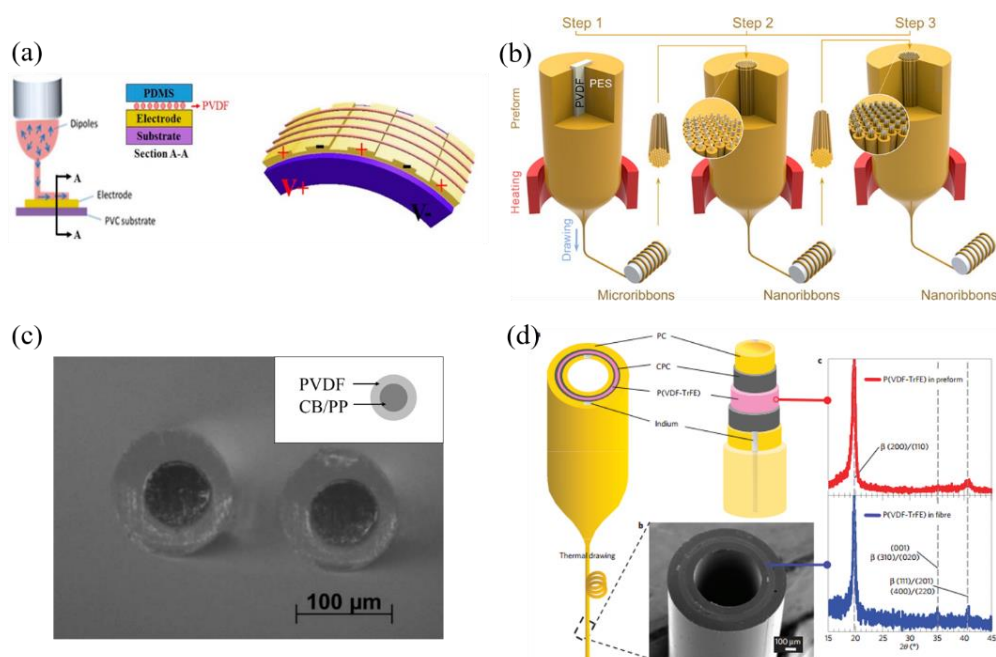 (a)
Dipoles
A
Electrode
PVC substrate
A
PDMS
PVDF
Electrode
Substrate
Section A-A
+
-
+
-
+
V+
V-
(b)
Step 1
Step 2
Step 3
Preform
PVDF
PES
Heating
Drawing
Microribbons
Nanoribbons
Nanoribbons
(c)
PVDF
CB/PP
100 µm
(d)
PC
CPC
P(VDF-TrFE)
Indium
Thermal drawing
b
100 µm
c
P(VDF-TrFE) in preform
β (200)/(110)
P(VDF-TrFE) in fibre
(001)
β (310)/(020)
β (111)/(201)
(400)/(220)
15 20 25 30 35 40 45
2θ (°)